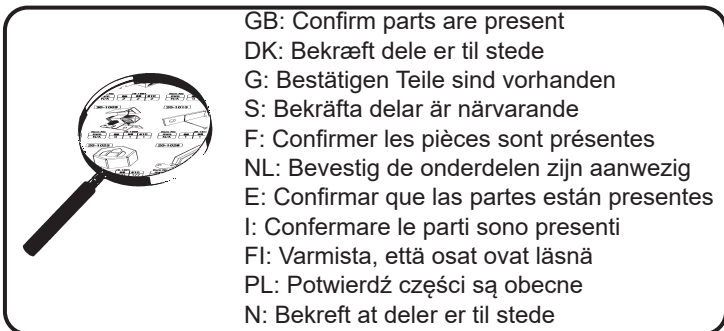 GB: Confirm parts are present
DK: Bekræft dele er til stede
G: Bestätigen Teile sind vorhanden
S: Bekräfta delar är närvarande
F: Confirmer les pièces sont présentes
NL: Bevestig de onderdelen zijn aanwezig
E: Confirmar que las partes están presentes
I: Confermare le parti sono presenti
FI: Varmista, että osat ovat läsnä
PL: Potwierdź części są obecne
N: Bekreft at deler er til stede